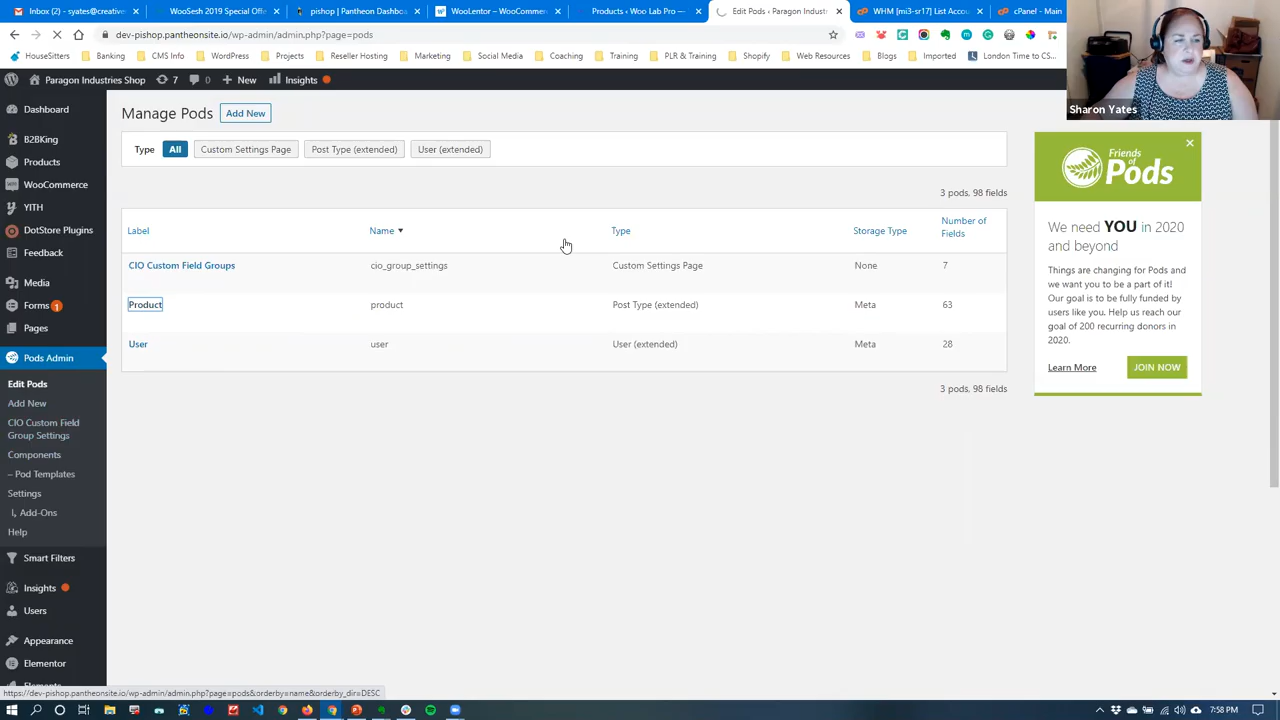 Inbox (2) - syates@creative
WooSesh 2019 Special Offer
pishop | Pantheon Dashboa
WooLentor – WooCommerc
Products ‹ Woo Lab Pro —
Edit Pods ‹ Paragon Industrie
WHM [mi3-sr17] List Accou
cPanel - Main
dev-pishop.pantheonsite.io/wp-admin/admin.php?page=pods
HouseSitters
Banking
CMS Info
WordPress
Projects
Reseller Hosting
Marketing
Social Media
Coaching
Training
PLR & Training
Shopify
Web Resources
Blogs
Imported
London Time to CS...
Paragon Industries Shop
7
0
New
Insights
Sharon Yates
Dashboard
B2BKing
Products
WooCommerce
YITH
DotStore Plugins
Feedback
Media
Forms 1
Pages
Pods Admin
Edit Pods
Add New
CIO Custom Field
Group Settings
Components
– Pod Templates
Settings
I, Add-Ons
Help
Smart Filters
Insights
Users
Appearance
Elementor
Manage Pods Add New
Type All Custom Settings Page Post Type (extended) User (extended)
3 pods, 98 fields
Label Name Type Storage Type Number of
Fields
CIO Custom Field Groups cio_group_settings Custom Settings Page None 7
Product product Post Type (extended) Meta 63
User user User (extended) Meta 28
3 pods, 98 fields
Friends
of
Pods
We need YOU in 2020
and beyond
Things are changing for Pods and
we want you to be a part of it!
Our goal is to be fully funded by
users like you. Help us reach our
goal of 200 recurring donors in
2020.
Learn More JOIN NOW
https://dev-pishop.pantheonsite.io/wp-admin/admin.php?page=pods&orderby=name&orderby_dir=DESC
7:58 PM